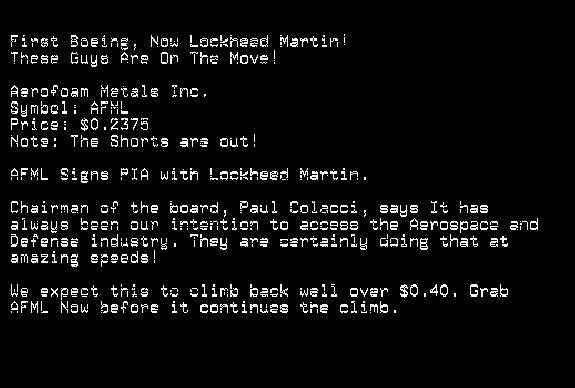 First Boeing, Now Lockheed Martin!
These Guys Are On The Move!
Aerofoam Metals Inc.
Symbol: AFML
Price: $0.2375
Note: The Shorts are out!
AFML Signs PIA with Lockheed Martin.
Chairman of the board, Paul Colacci, says It has
always been our intention to access the Aerospace and
Defense industry. They are certainly doing that at
amazing speeds!
We expect this to climb back well over $0.40. Grab
AFML Now before it continues the climb.